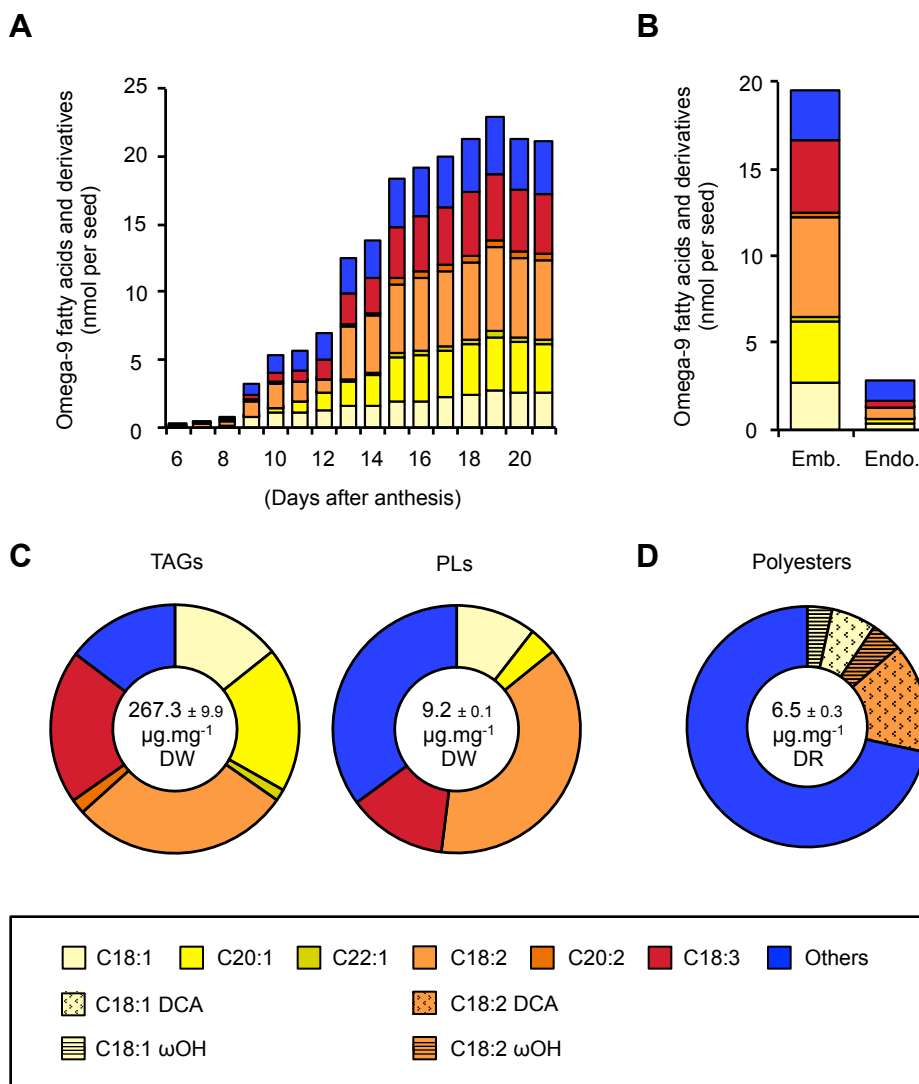 A
Omega-9 fatty acids and derivatives
(nmol per seed)
25
20
15
10
5
0
6 8 10 12 14 16 18 20
(Days after anthesis)
B
Omega-9 fatty acids and derivatives
(nmol per seed)
20
15
10
5
0
Emb. Endo.
C
TAGs
267.3 ± 9.9
µg.mg⁻¹
DW
PLs
9.2 ± 0.1
µg.mg⁻¹
DW
D
Polyesters
6.5 ± 0.3
µg.mg⁻¹
DR
C18:1 C20:1 C22:1 C18:2 C20:2 C18:3 Others
C18:1 DCA C18:2 DCA
C18:1 ωOH C18:2 ωOH